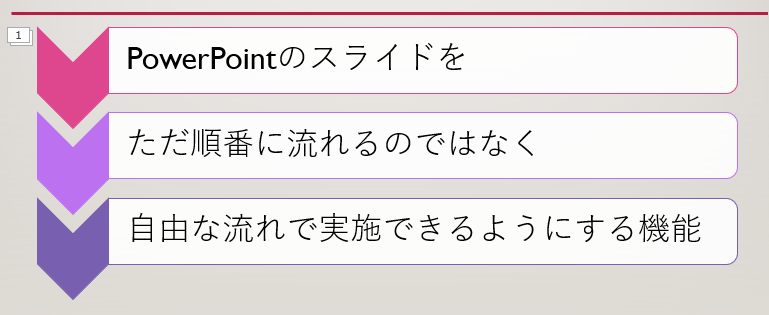 1
PowerPointのスライドを
ただ順番に流れるのではなく
自由な流れで実施できるようにする機能